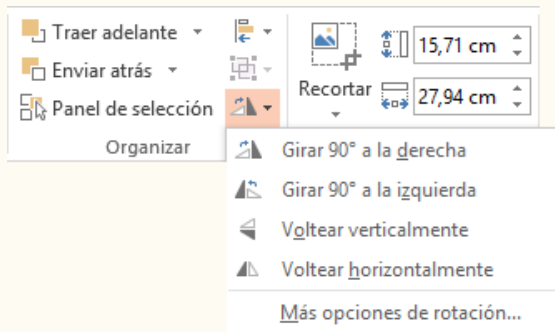 Traer adelante
Enviar atrás
Panel de selección
Organizar
Recortar
15,71 cm
27,94 cm
Girar 90° a la derecha
Girar 90° a la izquierda
Voltear verticalmente
Voltear horizontalmente
Más opciones de rotación...